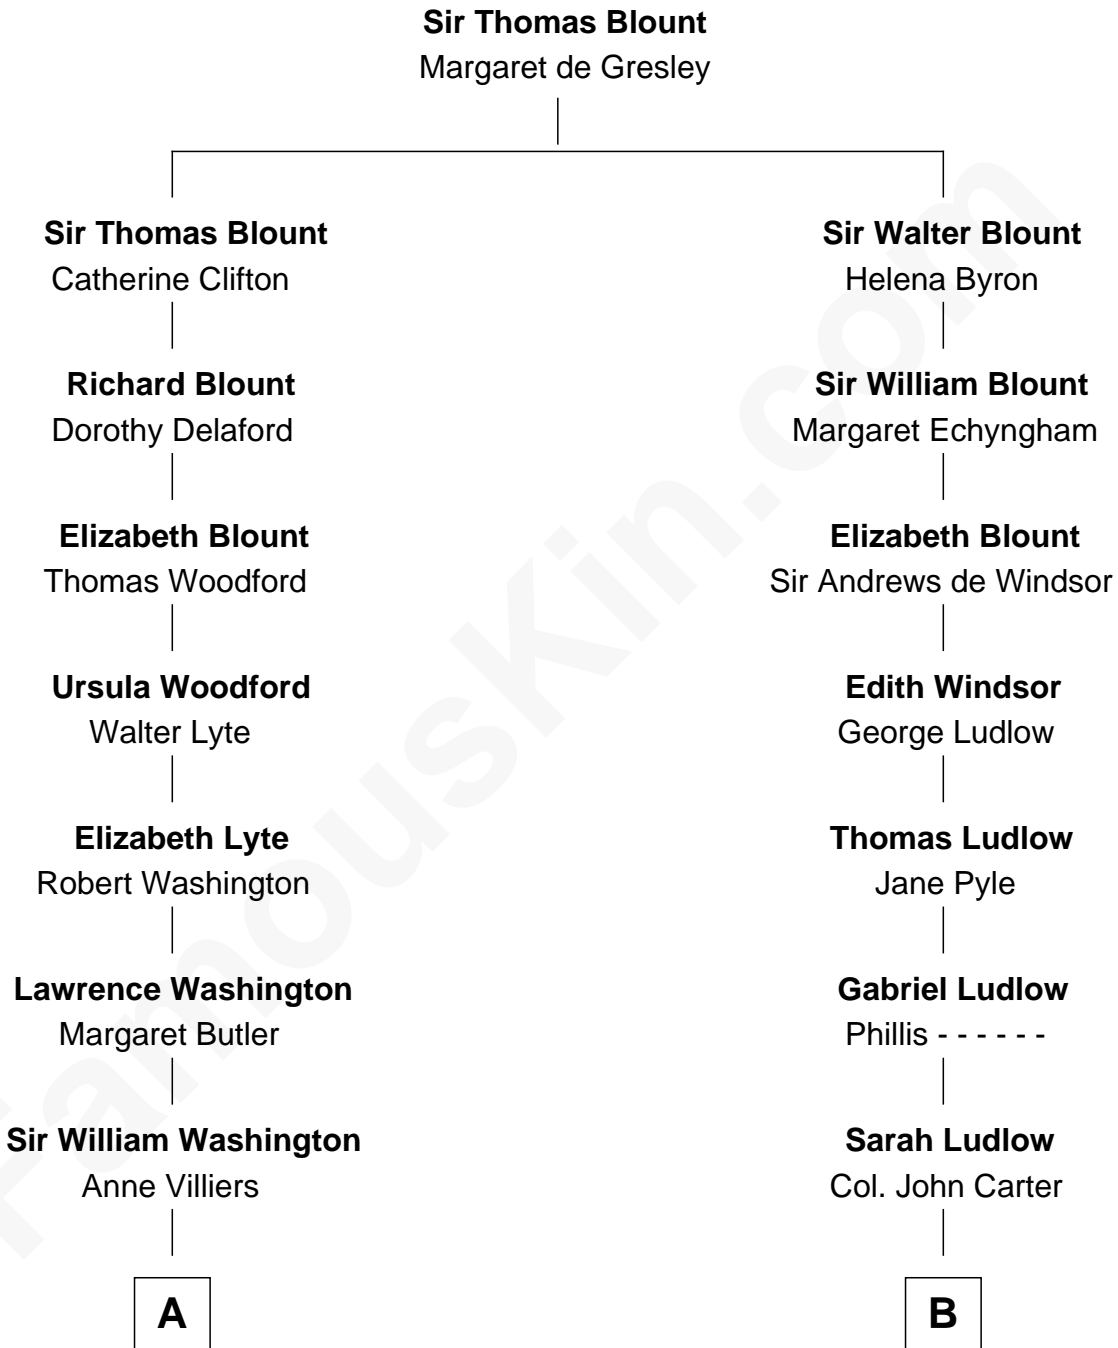 Sir Thomas Blount
Margaret de Gresley
Sir Thomas Blount
Catherine Clifton
Sir Walter Blount
Helena Byron
Richard Blount
Dorothy Delaford
Sir William Blount
Margaret Echyngham
Elizabeth Blount
Thomas Woodford
Elizabeth Blount
Sir Andrews de Windsor
Ursula Woodford
Walter Lyte
Edith Windsor
George Ludlow
Elizabeth Lyte
Robert Washington
Thomas Ludlow
Jane Pyle
Lawrence Washington
Margaret Butler
Gabriel Ludlow
Phillis - - - - - -
Sir William Washington
Anne Villiers
Sarah Ludlow
Col. John Carter
A
B
FamousKin.com